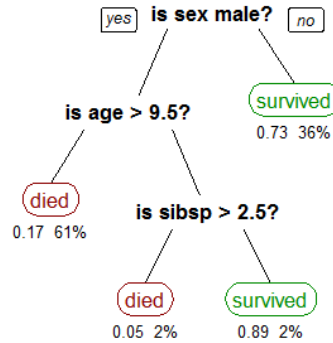 yes is sex male? no
is age > 9.5?
survived
0.73 36%
died
0.17 61%
is sibsp > 2.5?
died survived
0.05 2% 0.89 2%